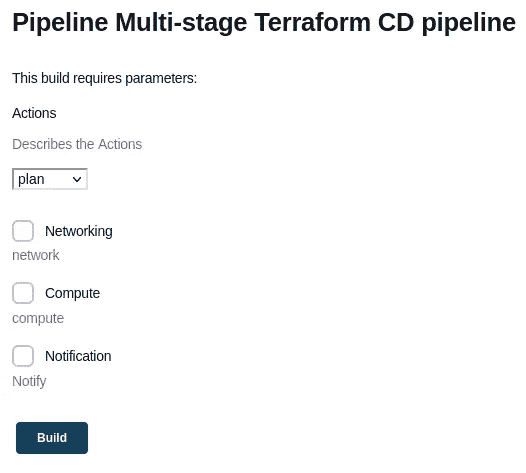 Pipeline Multi-stage Terraform CD pipeline
This build requires parameters:
Actions
Describes the Actions
plan
Networking
network
Compute
compute
Notification
Notify
Build